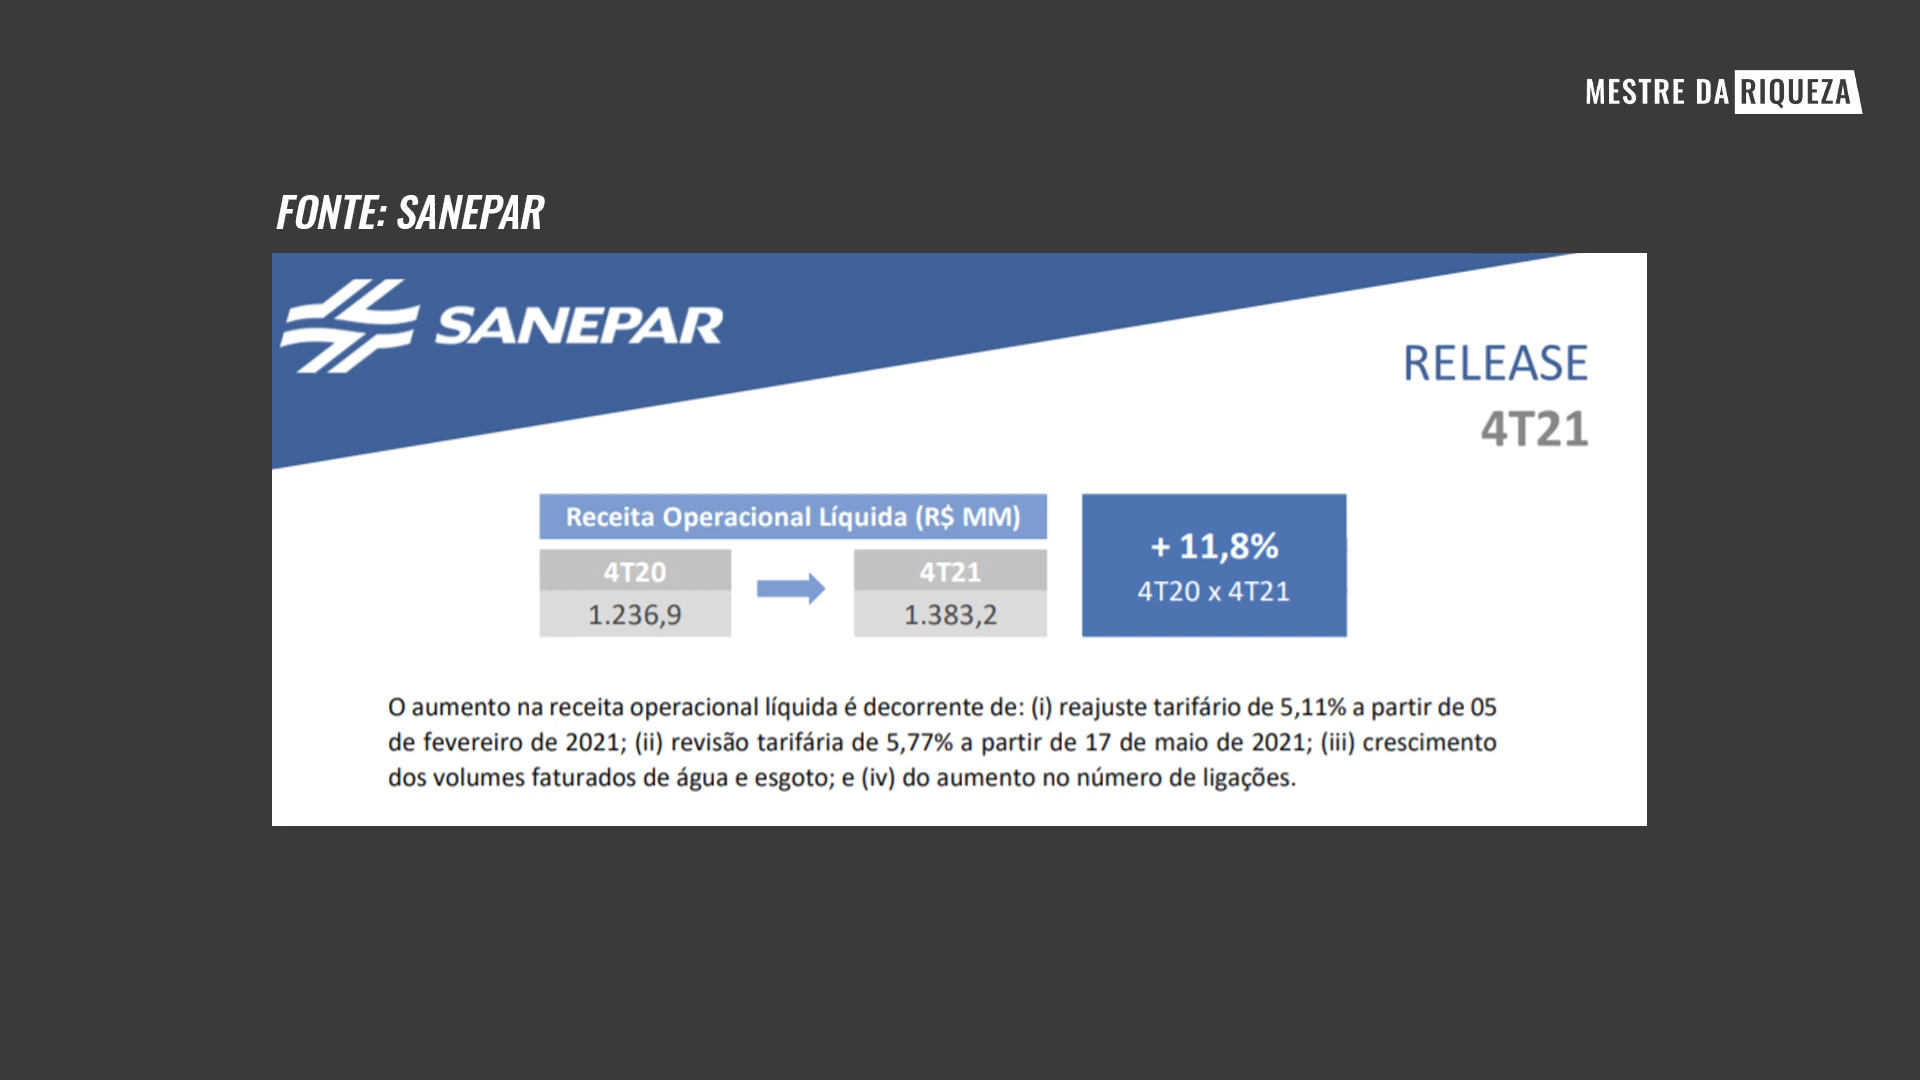 MESTRE DA RIQUEZA
FONTE: SANEPAR
SANEPAR
RELEASE
4T21
Receita Operacional Líquida (R$ MM)
4T20
4T21
1.236,9
1.383,2
+ 11,8%
4T20 x 4T21
O aumento na receita operacional líquida é decorrente de: (i) reajuste tarifário de 5,11% a partir de 05
de fevereiro de 2021; (ii) revisão tarifária de 5,77% a partir de 17 de maio de 2021; (iii) crescimento
dos volumes faturados de água e esgoto; e (iv) do aumento no número de ligações.